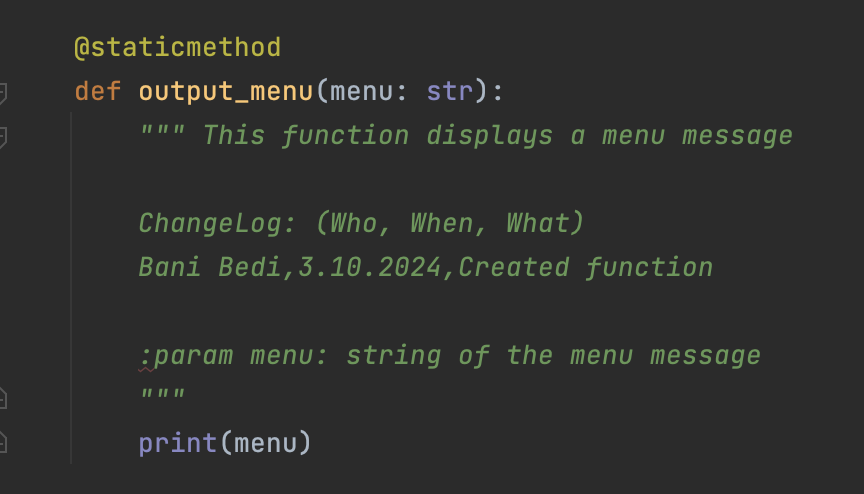 @staticmethod
def output_menu(menu: str):
""" This function displays a menu message
ChangeLog: (Who, When, What)
Bani Bedi,3.10.2024,Created function
:param menu: string of the menu message
"""
print(menu)